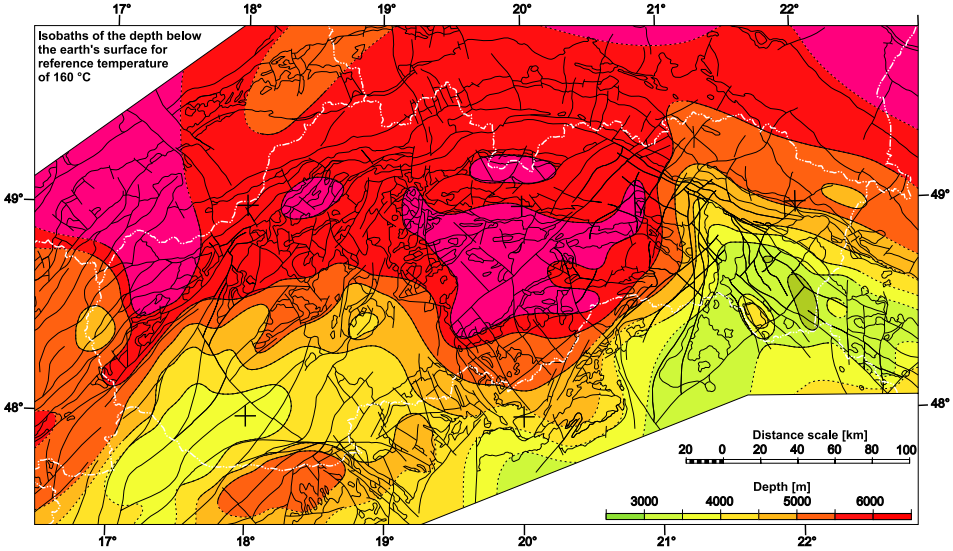 17° 18° 19° 20° 21° 22°
Isobaths of the depth below
the earth's surface for
reference temperature
of 160 °C
49° 49°
48° 48°
Distance scale [km]
20 0 20 40 60 80 100
Depth [m]
3000 4000 5000 6000
17° 18° 19° 20° 21° 22°